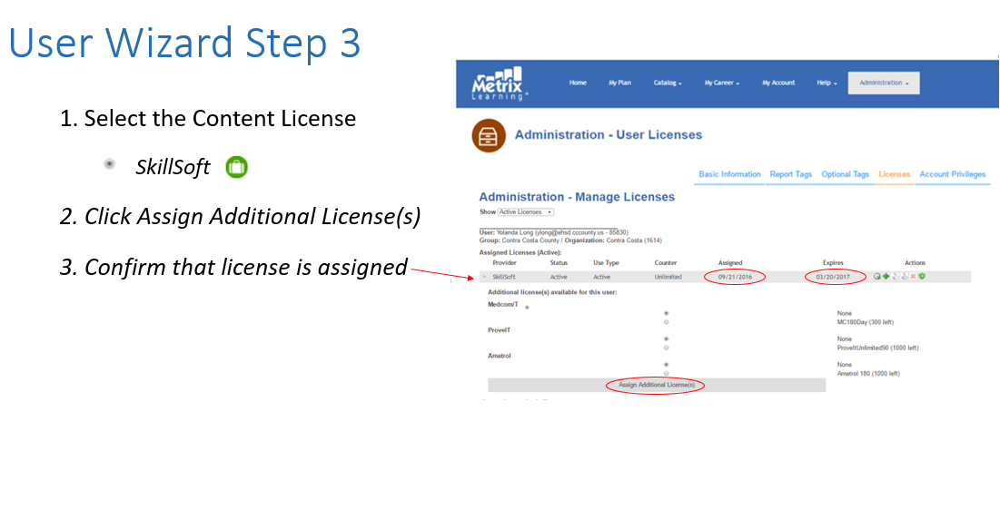 User Wizard Step 3
1. Select the Content License
SkillSoft
2. Click Assign Additional License(s)
3. Confirm that license is assigned
Metrix
Learning
Home My Plan Catalog My Career My Account Help Administration
Administration - User Licenses
Basic Information Report Tags Optional Tags Licenses Account Privileges
Administration - Manage Licenses
Show Active Licenses
User: Yolanda Long (ylong@ehsd.cccounty.us - 85830)
Group: Contra Costa County / Organization: Contra Costa (1614)
Assigned Licenses (Active):
Provider Status Use Type Counter Assigned Expires Actions
SkillSoft Active Active Unlimited 09/21/2016 03/20/2017
Additional license(s) available for this user:
Medcom/T
None
MC180Day (300 left)
ProveIT
None
ProveItUnlimited90 (1000 left)
Amatrol
None
Amatrol 180 (1000 left)
Assign Additional License(s)